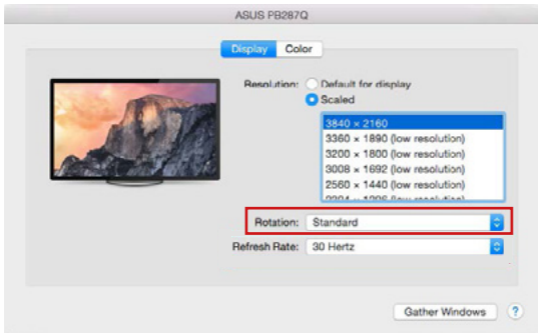 ASUS PB287Q
Display Color
Resolution: Default for display
Scaled
3840 × 2160
3360 × 1890 (low resolution)
3200 × 1800 (low resolution)
3008 × 1692 (low resolution)
2560 × 1440 (low resolution)
Rotation: Standard
Refresh Rate: 30 Hertz
Gather Windows ?